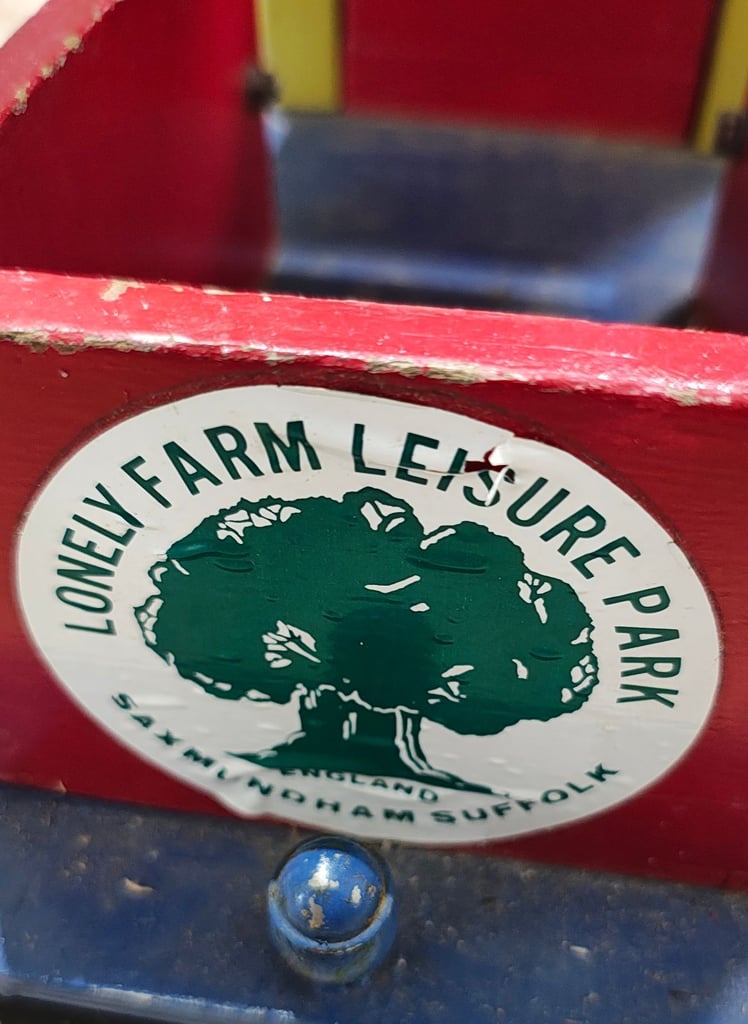 LONELY FARM LEISURE PARK
ENGLAND
SAXMUNDHAM SUFFOLK